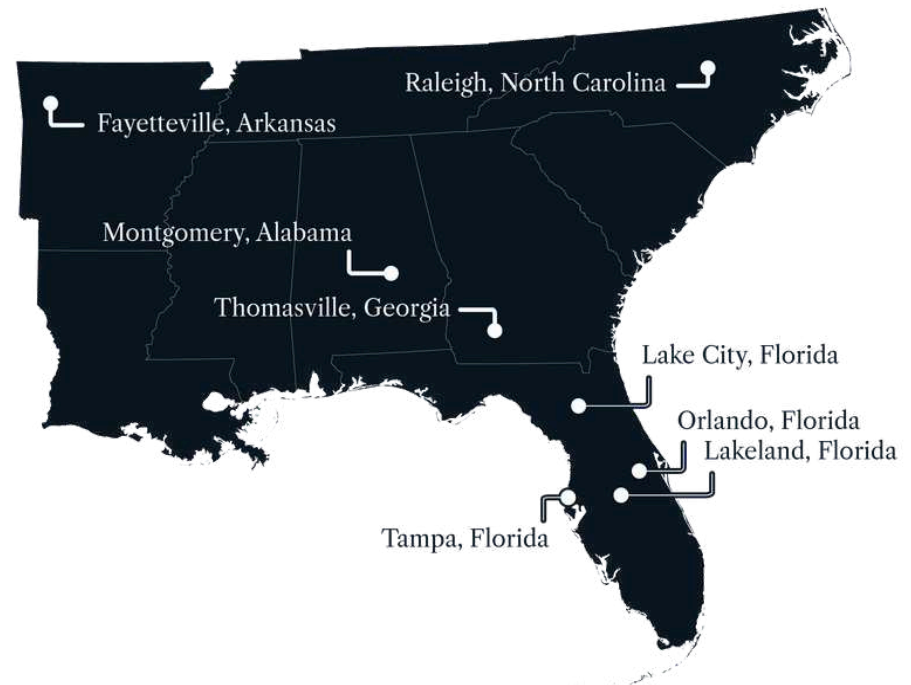 Raleigh, North Carolina
Fayetteville, Arkansas
Montgomery, Alabama
Thomasville, Georgia
Lake City, Florida
Orlando, Florida
Lakeland, Florida
Tampa, Florida